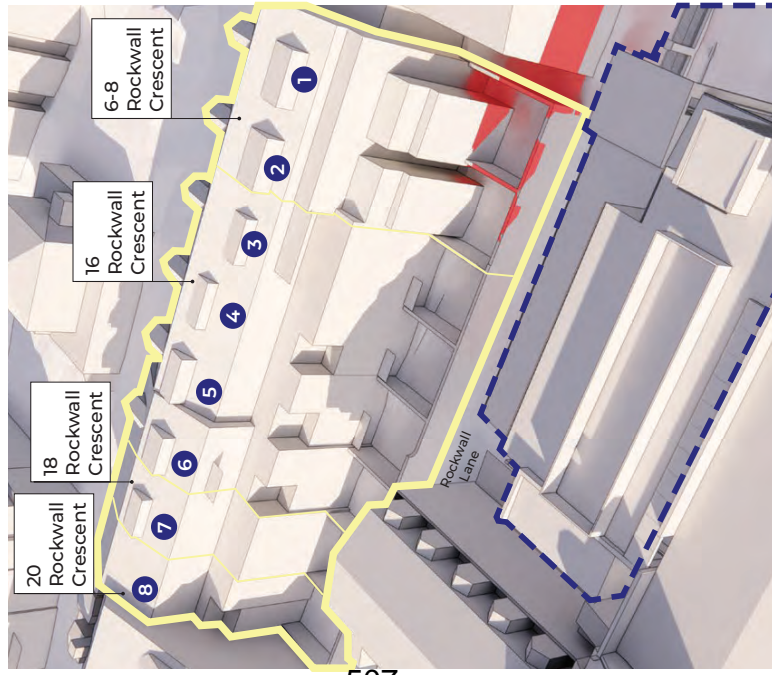 6-8
Rockwall
Crescent
16
Rockwall
Crescent
18
Rockwall
Crescent
20
Rockwall
Crescent
1
2
3
4
5
6
7
8
Rockwall
Lane